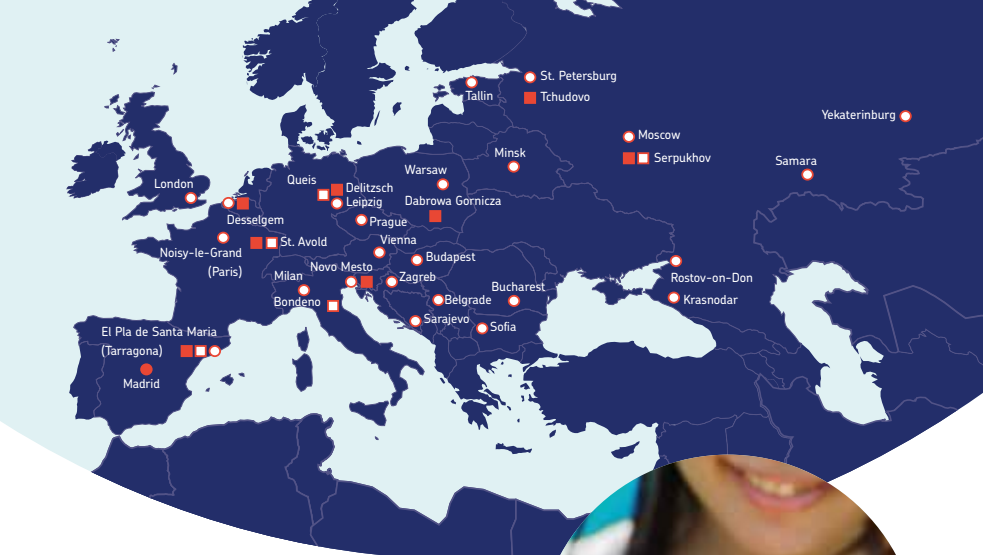 St. Petersburg
Tallin
Tchudovo
Yekaterinburg
Moscow
Minsk
Serpukhov
Samara
Warsaw
London
Queis
Delitzsch
Leipzig
Dabrowa Gornicza
Desselgem
Prague
Noisy-le-Grand
(Paris)
St. Avold
Vienna
Budapest
Novo Mesto
Milan
Zagreb
Rostov-on-Don
Bondeno
Bucharest
Belgrade
Krasnodar
Sarajevo
Sofia
El Pla de Santa Maria
(Tarragona)
Madrid